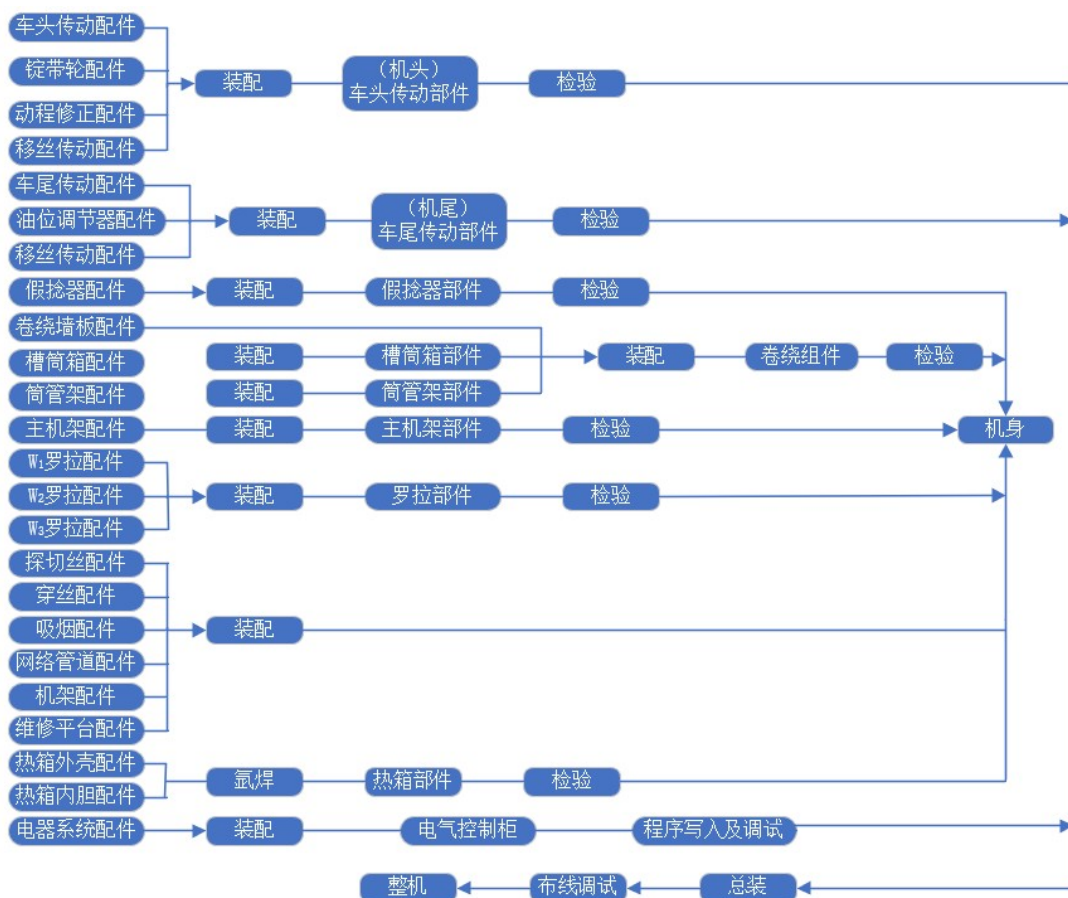 车头传动配件
锭带轮配件
动程修正配件
移丝传动配件
装配
（机头）
车头传动部件
检验
车尾传动配件
油位调节器配件
移丝传动配件
装配
（机尾）
车尾传动部件
检验
假捻器配件
装配
假捻器部件
检验
卷绕墙板配件
槽筒箱配件
装配
槽筒箱部件
装配
卷绕组件
检验
筒管架配件
装配
筒管架部件
主机架配件
装配
主机架部件
检验
机身
W₁罗拉配件
W₂罗拉配件
W₃罗拉配件
装配
罗拉部件
检验
探切丝配件
穿丝配件
吸烟配件
网络管道配件
机架配件
维修平台配件
装配
热箱外壳配件
热箱内胆配件
氩焊
热箱部件
检验
电器系统配件
装配
电气控制柜
程序写入及调试
整机
布线调试
总装